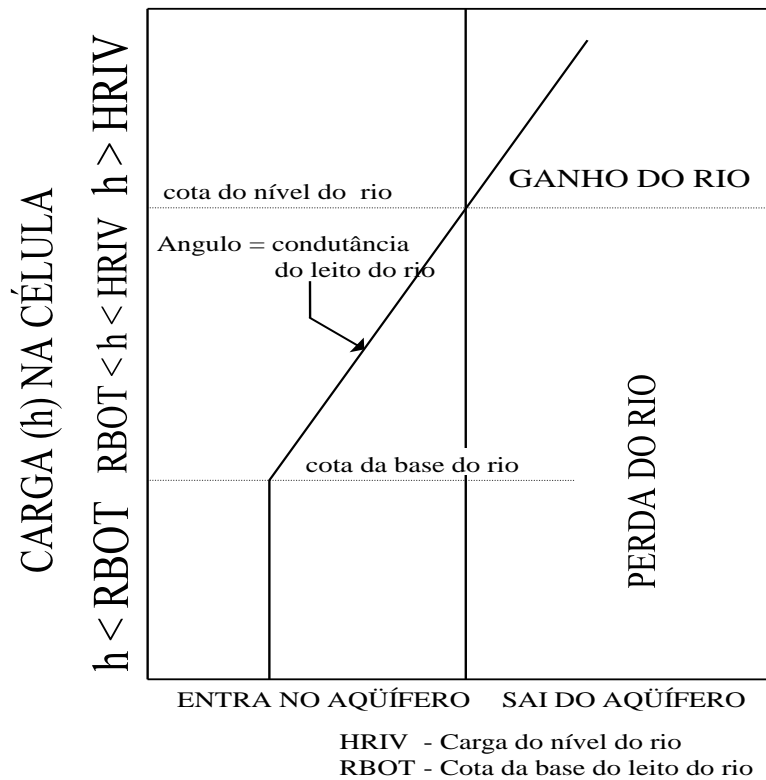 CARGA (h) NA CÉLULA
h < RBOT RBOT < h < HRIV h > HRIV
cota do nível do rio
GANHO DO RIO
Angulo = condutância
do leito do rio
cota da base do rio
PERDA DO RIO
ENTRA NO AQÜÍFERO SAI DO AQÜÍFERO
HRIV - Carga do nível do rio
RBOT - Cota da base do leito do rio